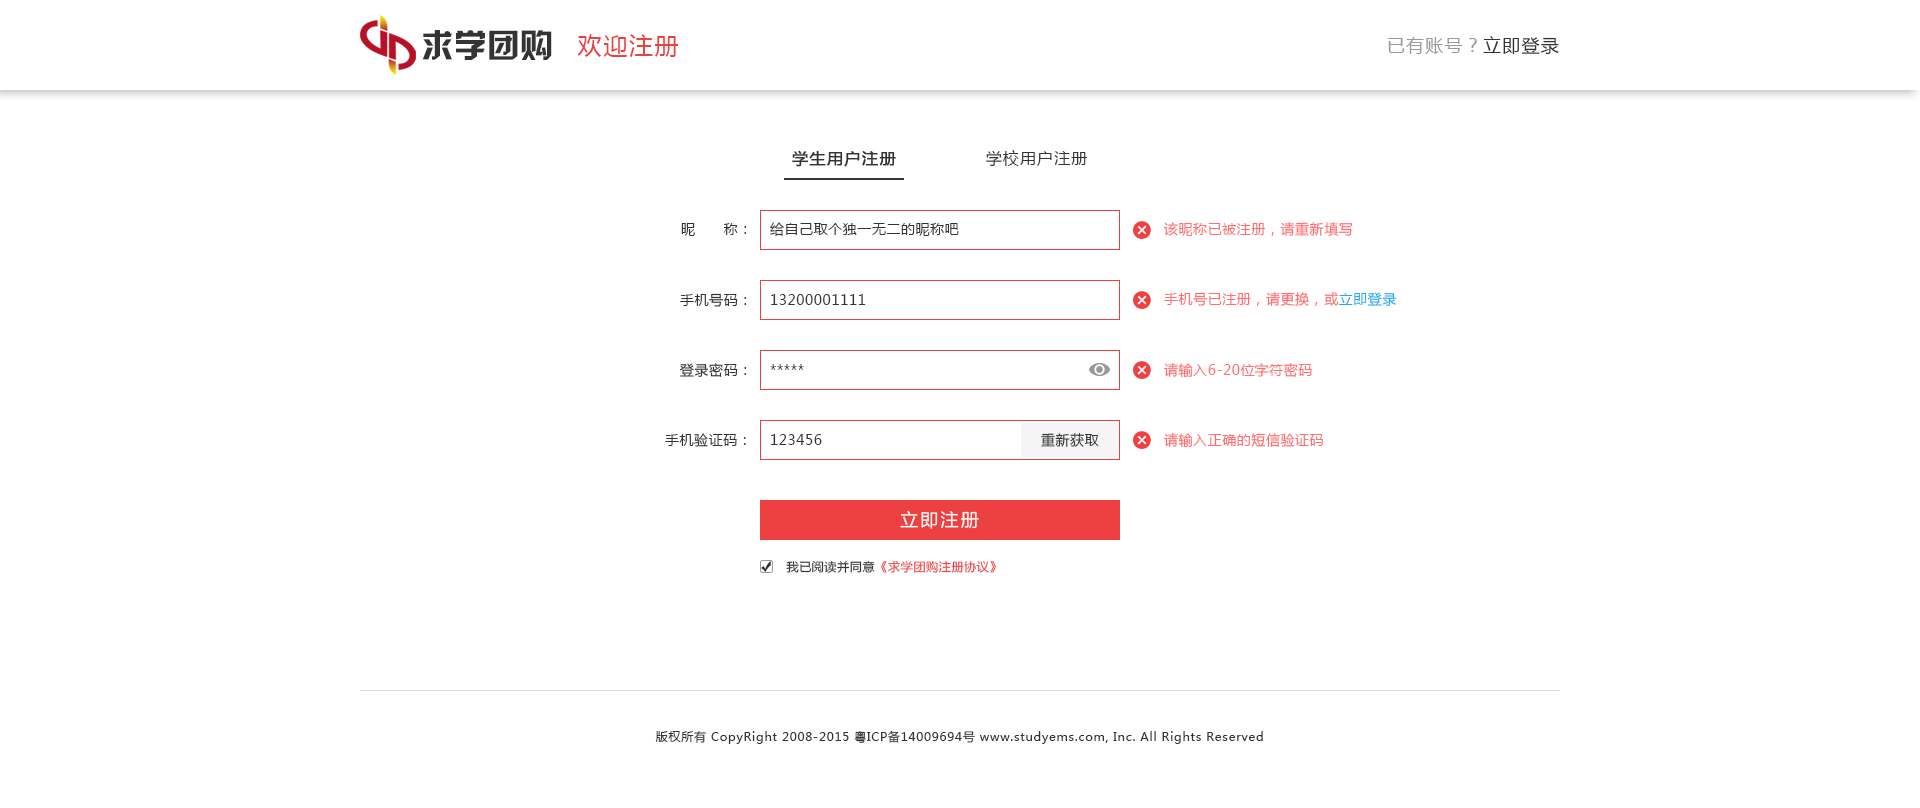 求学团购 欢迎注册 已有账号？立即登录
学生用户注册 学校用户注册
昵 称： 给自己取个独一无二的昵称吧 该昵称已被注册，请重新填写
手机号码： 13200001111 手机号已注册，请更换，或立即登录
登录密码： ***** 请输入6-20位字符密码
手机验证码： 123456 重新获取 请输入正确的短信验证码
立即注册
我已阅读并同意《求学团购注册协议》
版权所有 CopyRight 2008-2015 粤ICP备14009694号 www.studyems.com, Inc. All Rights Reserved